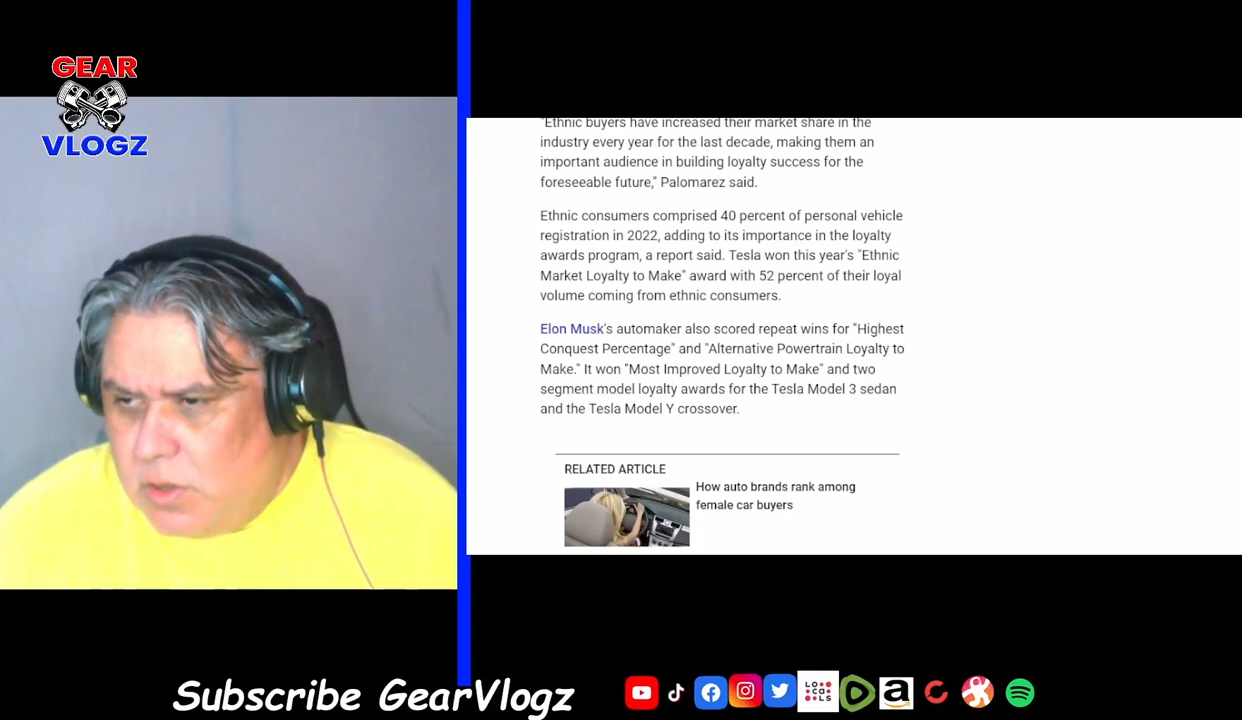 GEAR
VLOGZ
"Ethnic buyers have increased their market share in the
industry every year for the last decade, making them an
important audience in building loyalty success for the
foreseeable future," Palomarez said.
Ethnic consumers comprised 40 percent of personal vehicle
registration in 2022, adding to its importance in the loyalty
awards program, a report said. Tesla won this year's "Ethnic
Market Loyalty to Make" award with 52 percent of their loyal
volume coming from ethnic consumers.
Elon Musk's automaker also scored repeat wins for "Highest
Conquest Percentage" and "Alternative Powertrain Loyalty to
Make." It won "Most Improved Loyalty to Make" and two
segment model loyalty awards for the Tesla Model 3 sedan
and the Tesla Model Y crossover.
RELATED ARTICLE
How auto brands rank among
female car buyers
Subscribe GearVlogz
LO
CA
LS
a